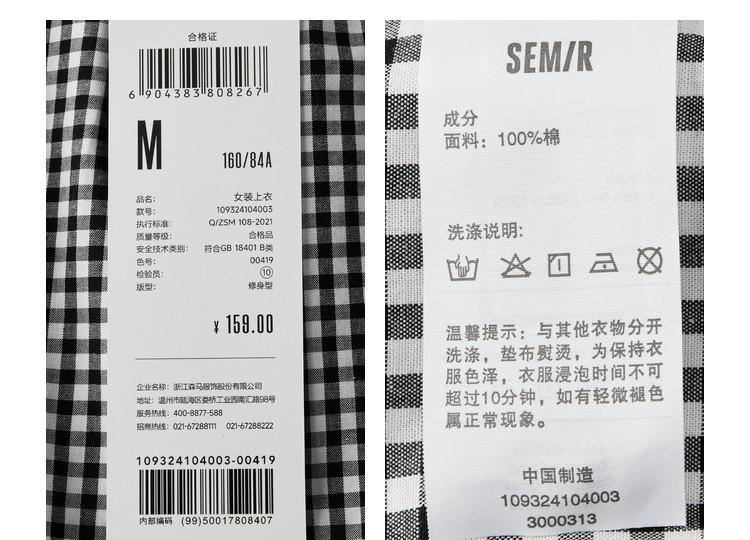 合格证
6 904383 808267
M
160/84A
品名： 女装上衣
款号： 109324104003
执行标准： Q/ZSM 108-2021
质量等级： 合格品
安全技术类别： 符合GB 18401 B类
色号： 00419
检验员： 10
版型： 修身型
¥ 159.00
企业名称：浙江森马服饰股份有限公司
地址：温州市瓯海区娄桥工业园南汇路98号
服务热线：400-8877-588
招商热线：021-67288111 021-67288222
109324104003-00419
内部编码 (99)50017808407
SEMIR
成分
面料：100%棉
洗涤说明:
温馨提示：与其他衣物分开
洗涤，垫布熨烫，为保持衣
服色泽，衣服浸泡时间不可
超过10分钟，如有轻微褪色
属正常现象。
中国制造
109324104003
3000313